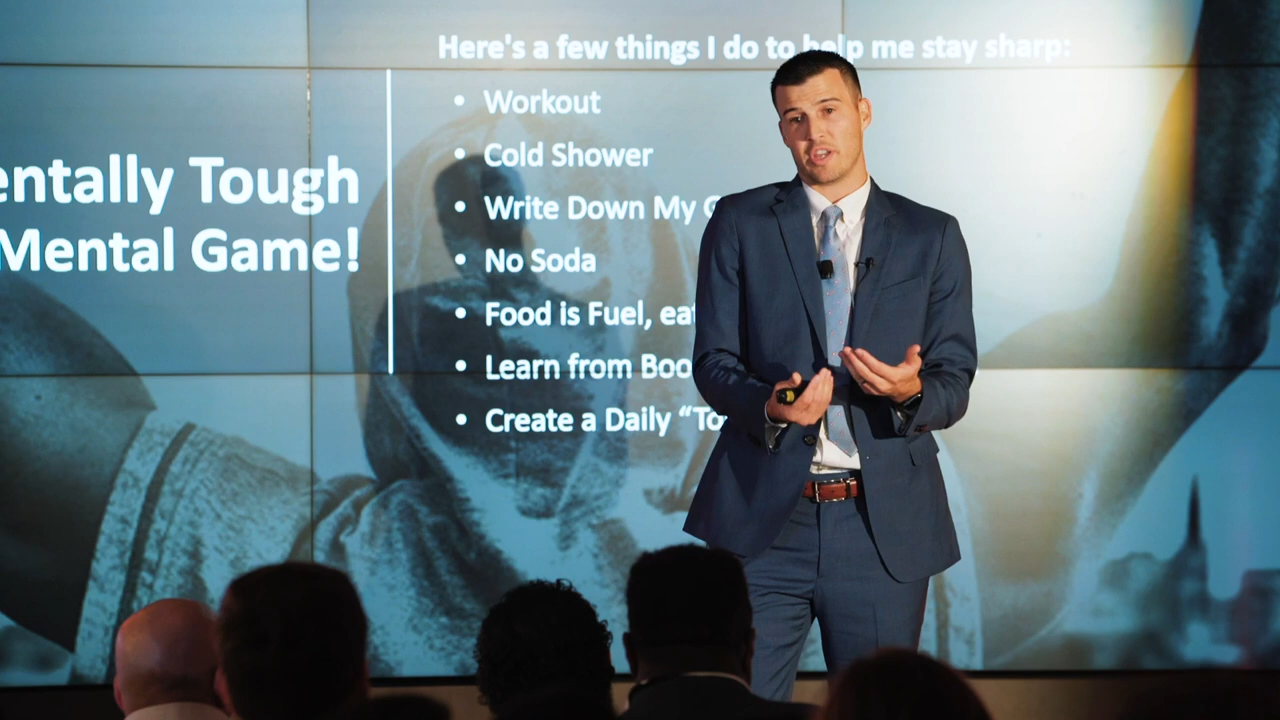 Here's a few things I do to help me stay sharp:
Tough
Mental Game!
• Workout
• Cold Shower
• Write Down My
• No Soda
• Food is Fuel,
• Learn from
• Create a Daily